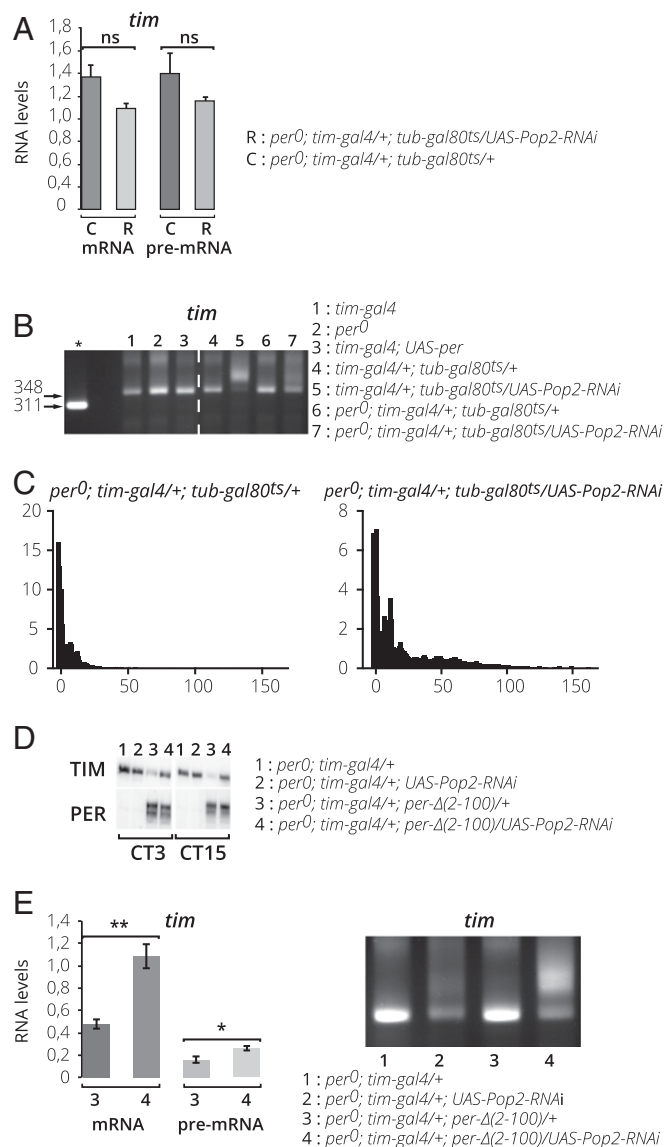 A
tim
RNA levels
1,8
1,6
1,4
1,2
1,0
0,8
0,6
0,4
0,2
0
ns
ns
C R C R
mRNA pre-mRNA
R : per0; tim-gal4/+; tub-gal80ts/UAS-Pop2-RNAi
C : per0; tim-gal4/+; tub-gal80ts/+
B
tim
* 1 2 3 4 5 6 7
348
311
1 : tim-gal4
2 : per0
3 : tim-gal4; UAS-per
4 : tim-gal4/+; tub-gal80ts/+
5 : tim-gal4/+; tub-gal80ts/UAS-Pop2-RNAi
6 : per0; tim-gal4/+; tub-gal80ts/+
7 : per0; tim-gal4/+; tub-gal80ts/UAS-Pop2-RNAi
C
per0; tim-gal4/+; tub-gal80ts/+
20
15
10
5
0
0 50 100 150
per0; tim-gal4/+; tub-gal80ts/UAS-Pop2-RNAi
8
6
4
2
0
0 50 100 150
D
1 2 3 4 1 2 3 4
TIM
PER
CT3 CT15
1 : per0; tim-gal4/+
2 : per0; tim-gal4/+; UAS-Pop2-RNAi
3 : per0; tim-gal4/+; per-Δ(2-100)/+
4 : per0; tim-gal4/+; per-Δ(2-100)/UAS-Pop2-RNAi
E
tim
RNA levels
1,4
1,2
1,0
0,8
0,6
0,4
0,2
0
**
*
3 4 3 4
mRNA pre-mRNA
tim
1 2 3 4
1 : per0; tim-gal4/+
2 : per0; tim-gal4/+; UAS-Pop2-RNAi
3 : per0; tim-gal4/+; per-Δ(2-100)/+
4 : per0; tim-gal4/+; per-Δ(2-100)/UAS-Pop2-RNAi